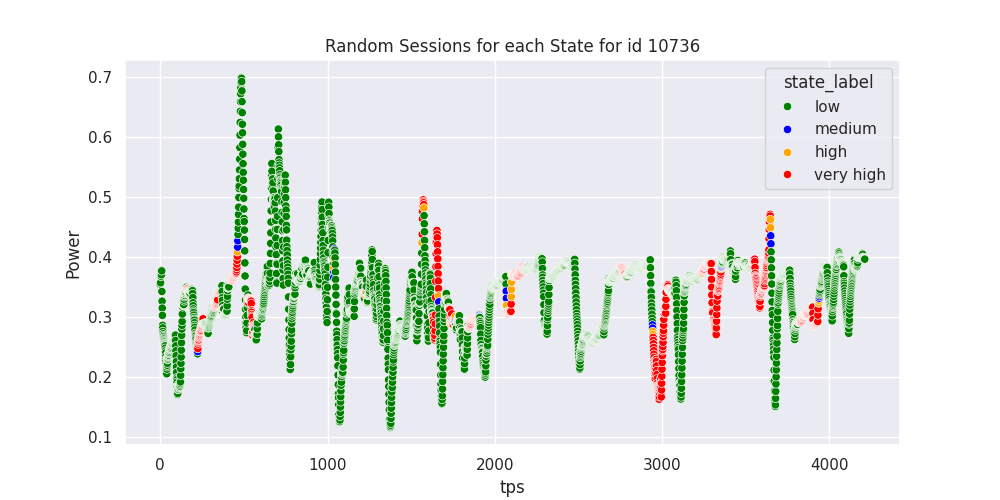 Random Sessions for each State for id 10736
Power
0.7
0.6
0.5
0.4
0.3
0.2
0.1
state_label
low
medium
high
very high
0 1000 2000 3000 4000
tps